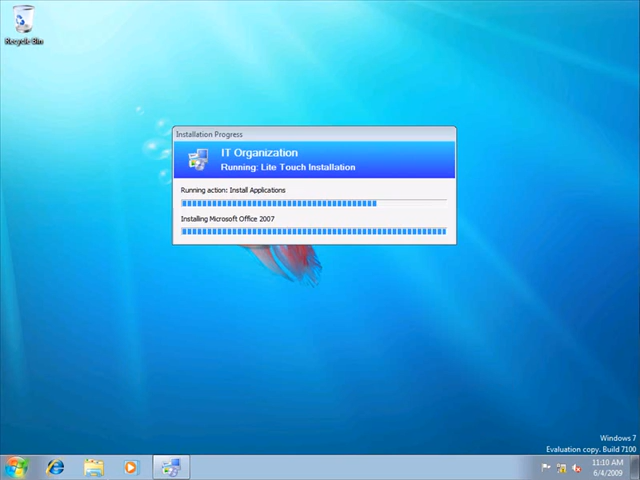 Recycle Bin
Installation Progress
IT Organization
Running: Lite Touch Installation
Running action: Install Applications
Installing Microsoft Office 2007
Windows 7
Evaluation copy. Build 7100
11:10 AM
6/4/2009